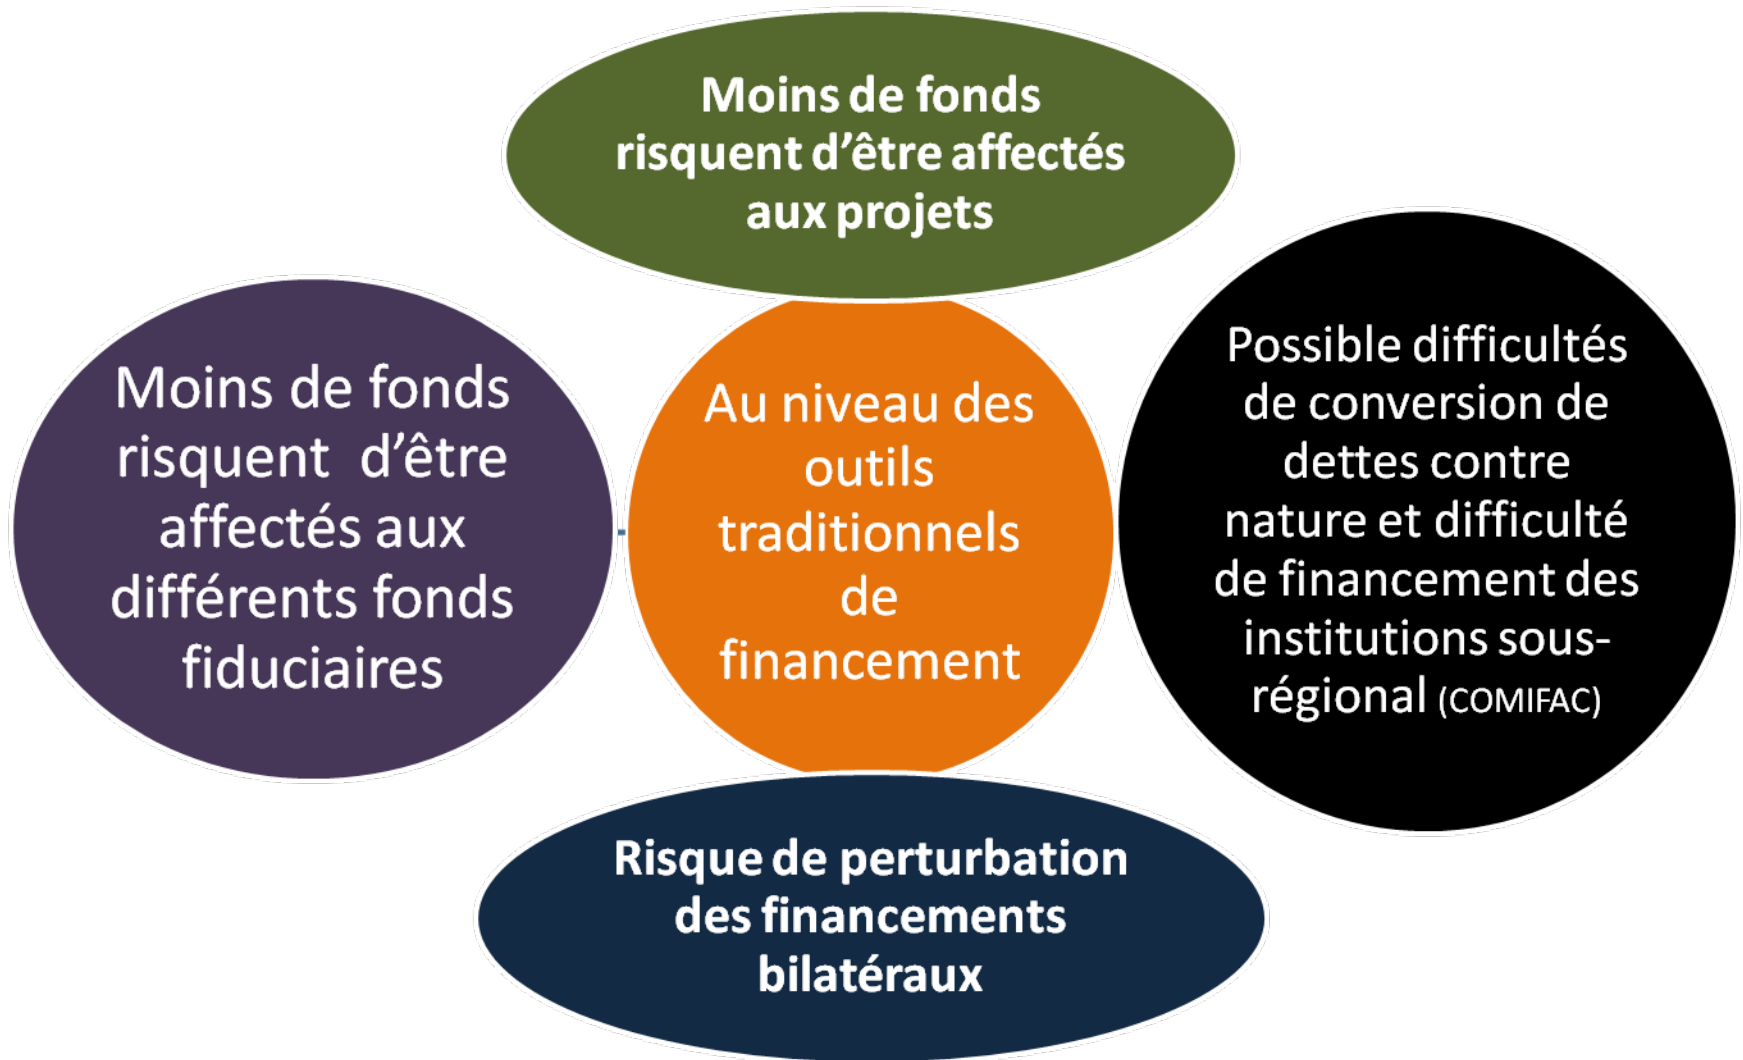 Moins de fonds
risquent d’être affectés
aux projets
Moins de fonds
risquent d’être
affectés aux
différents fonds
fiduciaires
Au niveau des
outils
traditionnels
de
financement
Possible difficultés
de conversion de
dettes contre
nature et difficulté
de financement des
institutions sous-
régional (COMIFAC)
Risque de perturbation
des financements
bilatéraux